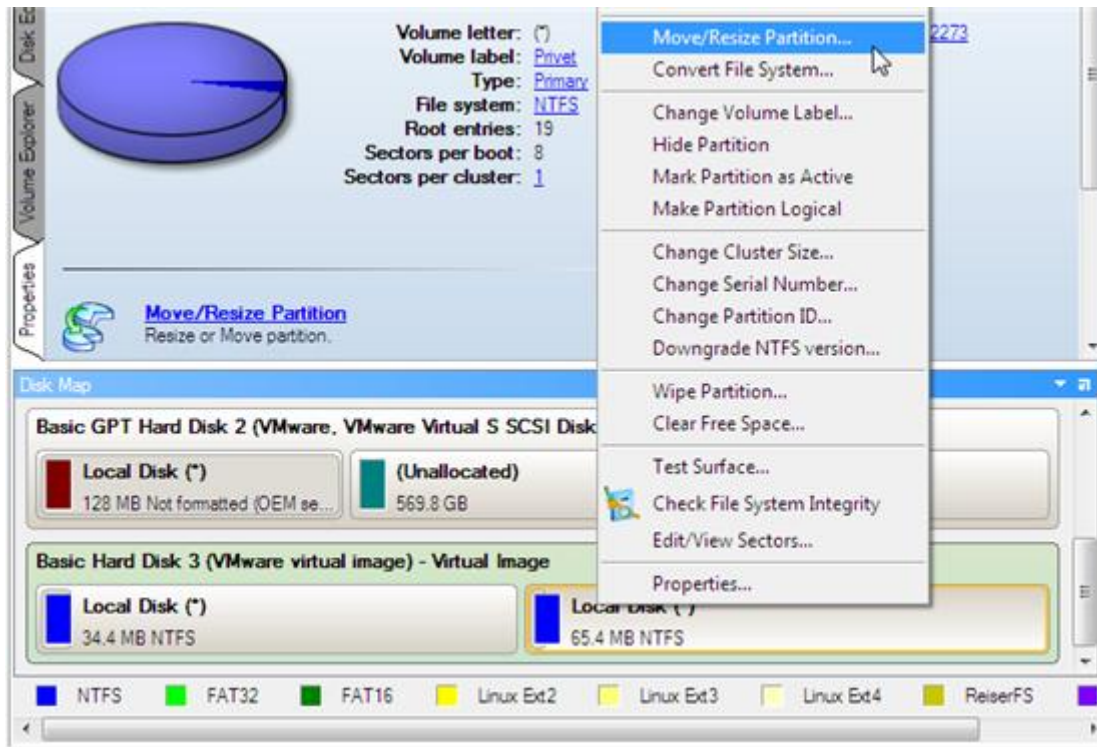 Disk Ed
Volume Explorer
Properties
Volume letter: (*)
Volume label: Privet
Type: Primary
File system: NTFS
Root entries: 19
Sectors per boot: 8
Sectors per cluster: 1
2273
Move/Resize Partition
Resize or Move partition.
Move/Resize Partition...
Convert File System...
Change Volume Label...
Hide Partition
Mark Partition as Active
Make Partition Logical
Change Cluster Size...
Change Serial Number...
Change Partition ID...
Downgrade NTFS version...
Wipe Partition...
Clear Free Space...
Test Surface...
Check File System Integrity
Edit/View Sectors...
Properties...
Disk Map
Basic GPT Hard Disk 2 (VMware, VMware Virtual S SCSI Disk
Local Disk (*)
128 MB Not formatted (OEM se...
(Unallocated)
569.8 GB
Basic Hard Disk 3 (VMware virtual image) - Virtual Image
Local Disk (*)
34.4 MB NTFS
Local Disk (*)
65.4 MB NTFS
NTFS FAT32 FAT16 Linux Ext2 Linux Ext3 Linux Ext4 ReiserFS